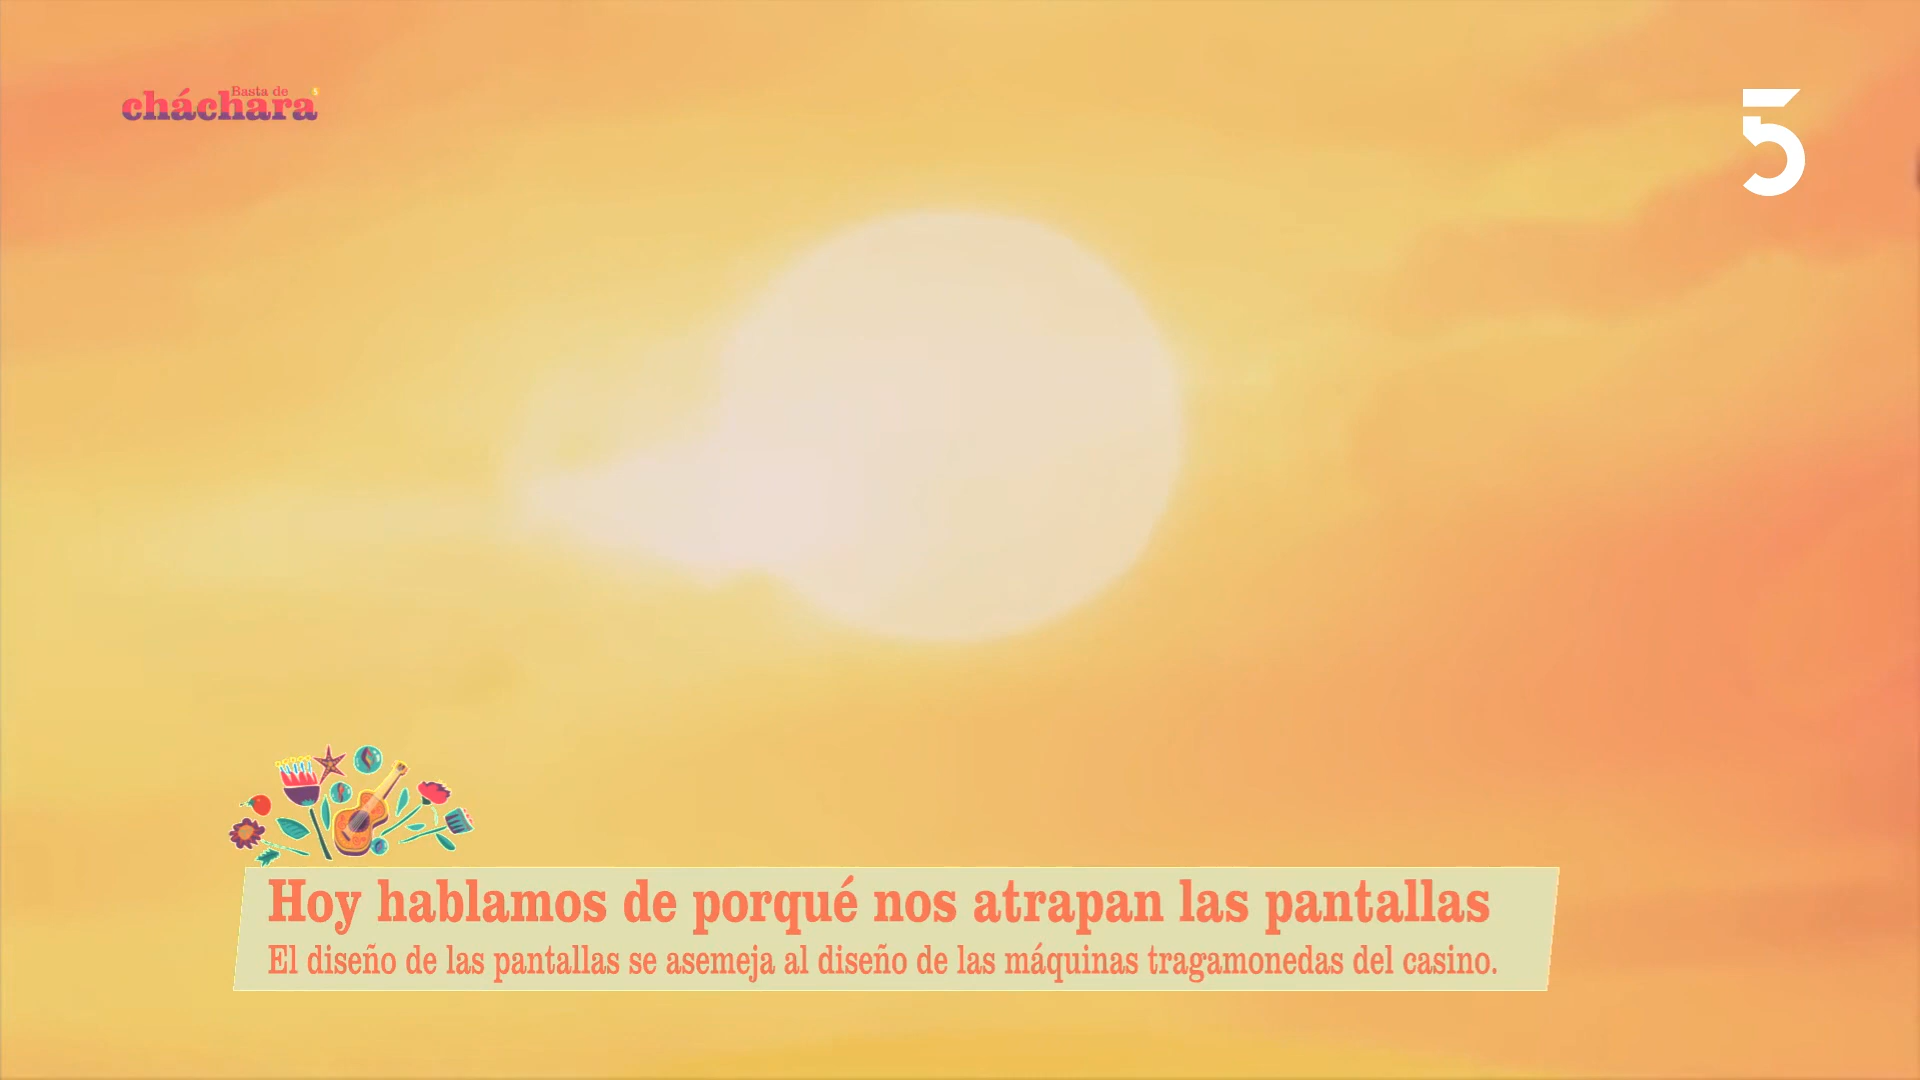 Basta de
cháchara
5
Hoy hablamos de porqué nos atrapan las pantallas
El diseño de las pantallas se asemeja al diseño de las máquinas tragamonedas del casino.